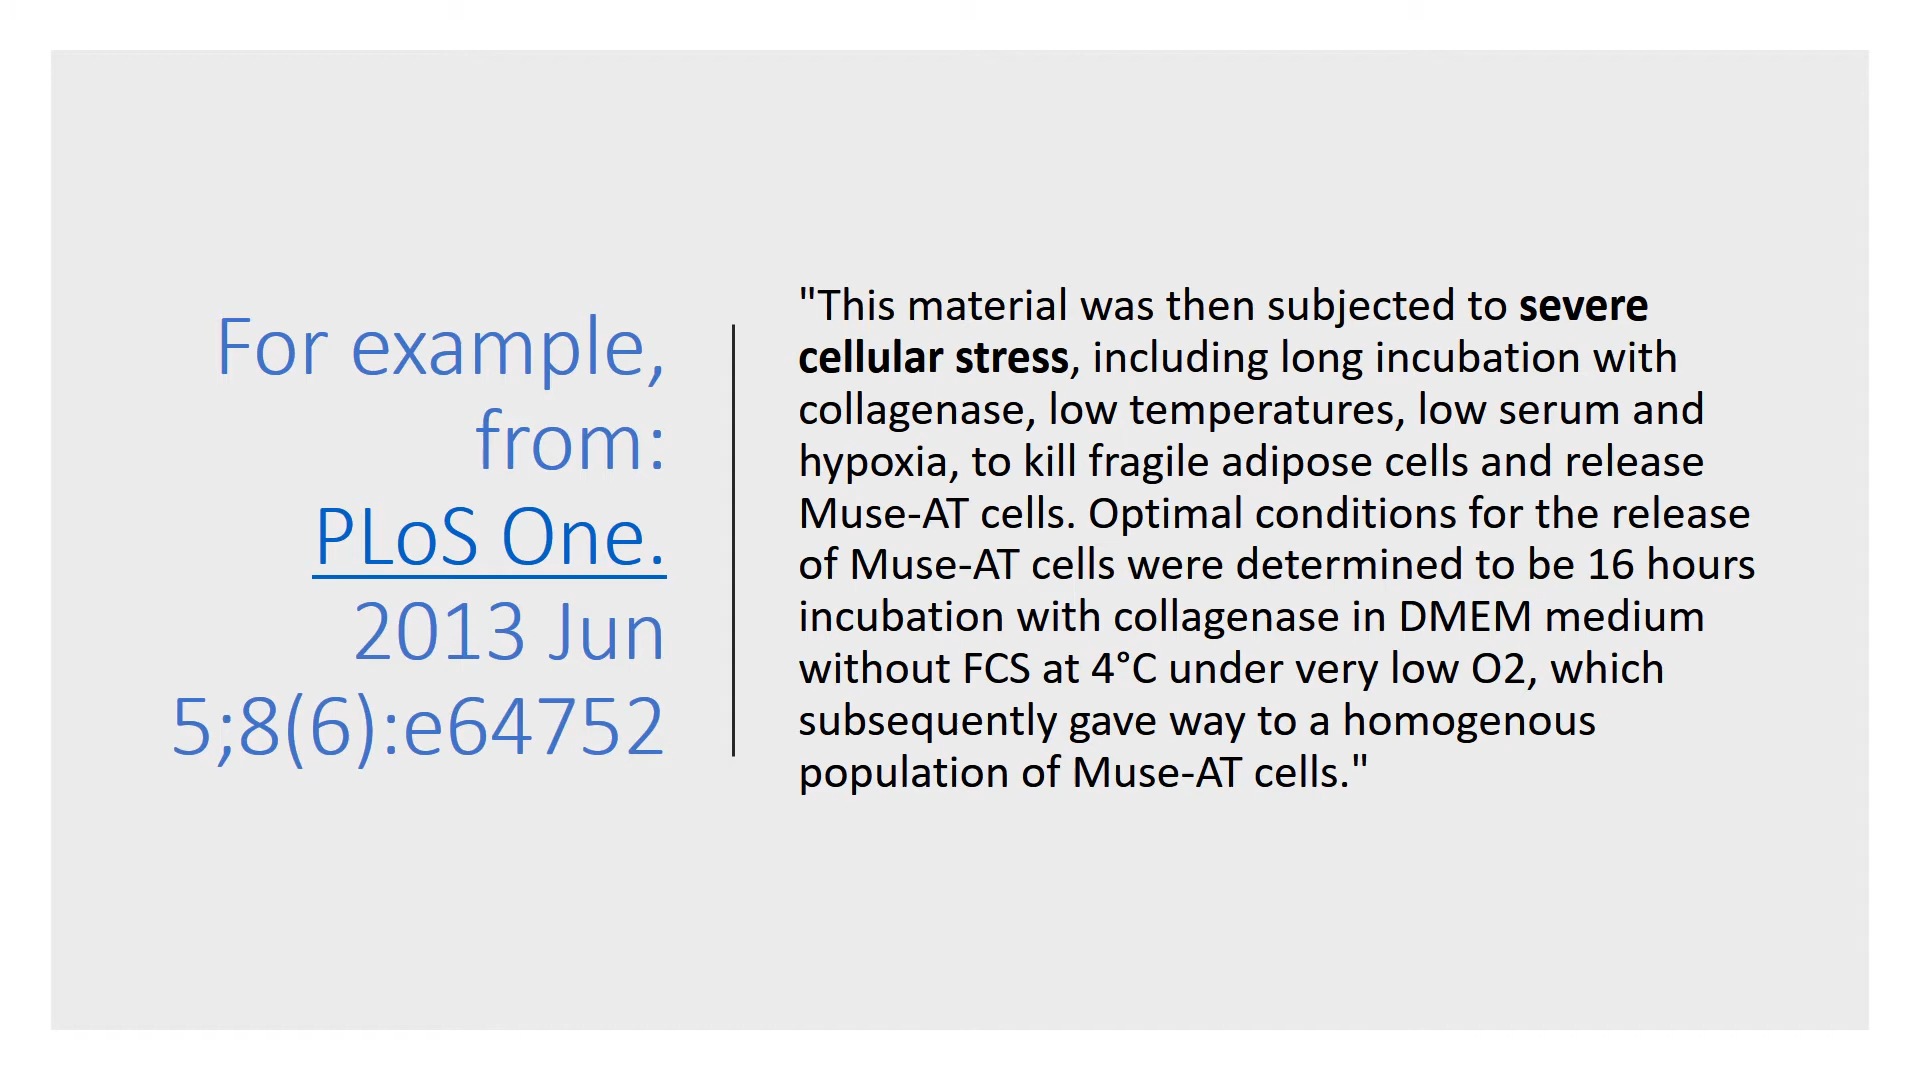 For example,
from:
PLoS One.
2013 Jun
5;8(6):e64752
"This material was then subjected to severe
cellular stress, including long incubation with
collagenase, low temperatures, low serum and
hypoxia, to kill fragile adipose cells and release
Muse-AT cells. Optimal conditions for the release
of Muse-AT cells were determined to be 16 hours
incubation with collagenase in DMEM medium
without FCS at 4°C under very low O2, which
subsequently gave way to a homogenous
population of Muse-AT cells."